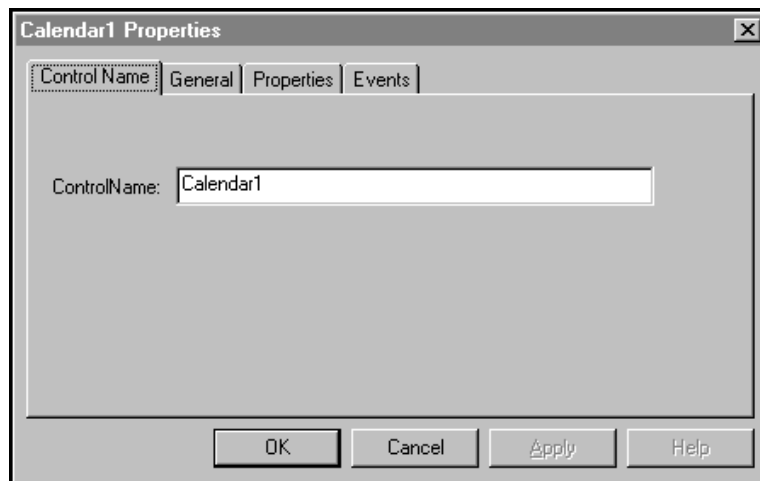 Calendar1 Properties
Control Name General Properties Events
ControlName: Calendar1
OK Cancel Apply Help